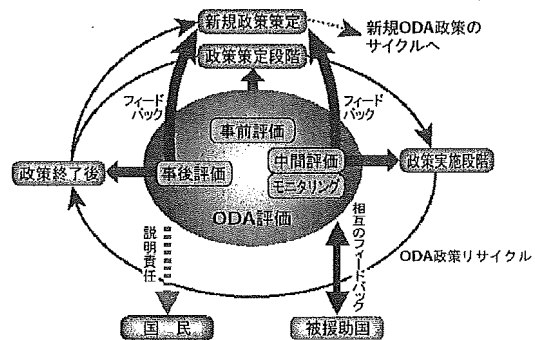 新規政策策定
新規ODA政策の
サイクルへ
政策策定段階
フィード
バック
フィード
バック
事前評価
中間評価
モニタリング
政策実施段階
政策終了後
事後評価
ODA評価
説明責任
相互のフィードバック
ODA政策リサイクル
国 民
被援助国